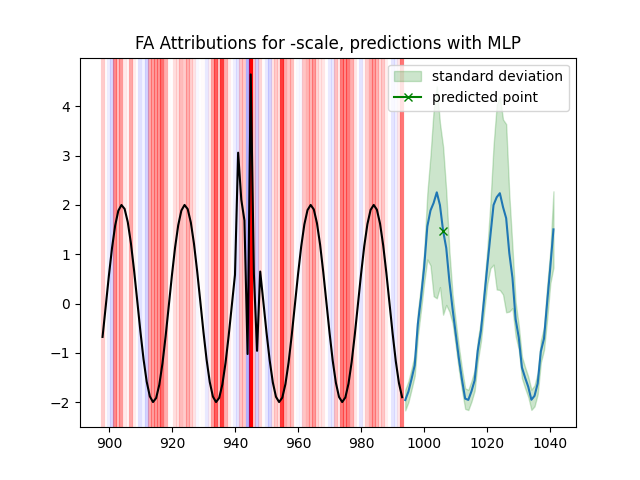 FA Attributions for -scale, predictions with MLP
standard deviation
predicted point
4
3
2
1
0
−1
−2
900 920 940 960 980 1000 1020 1040